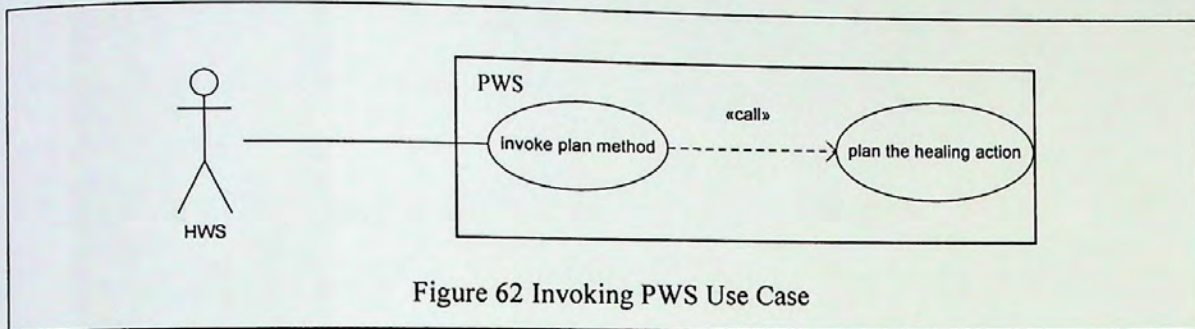 PWS
«call»
invoke plan method
plan the healing action
HWS
Figure 62 Invoking PWS Use Case